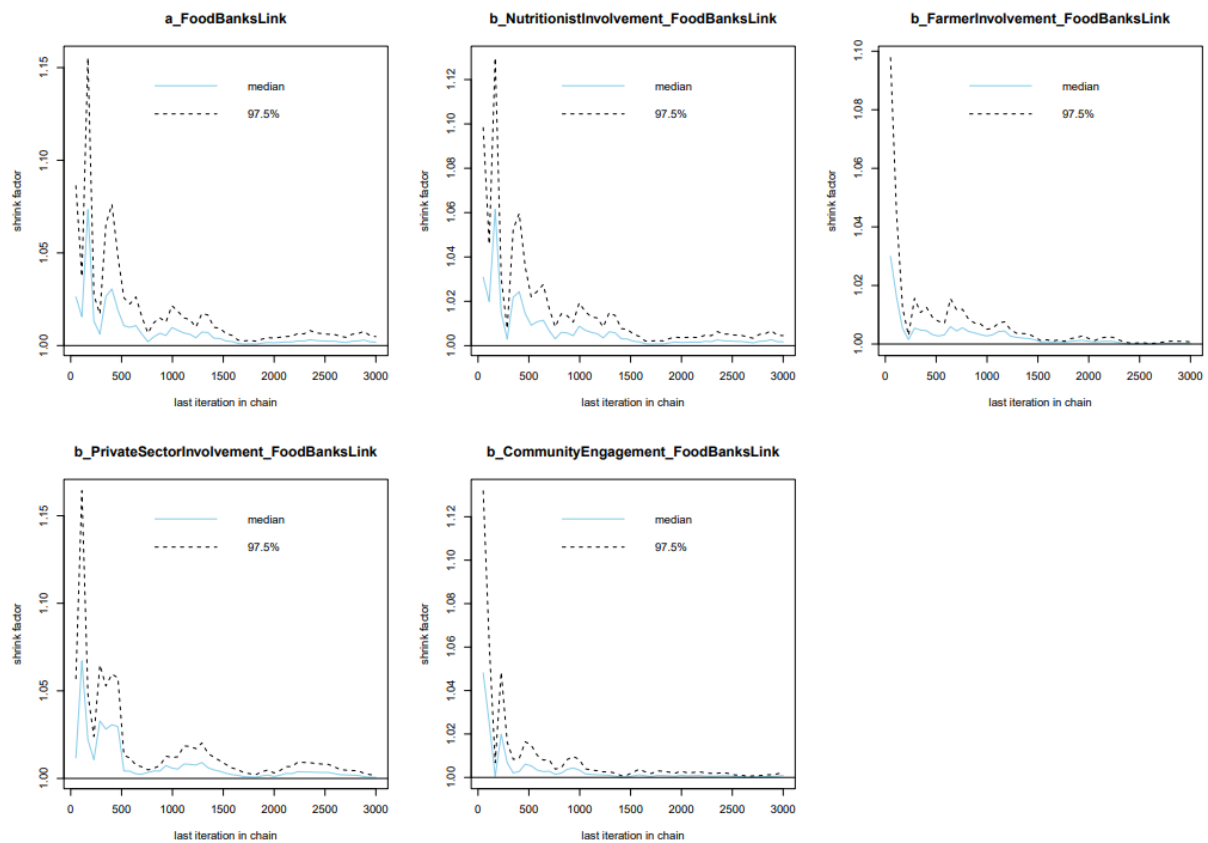 a_FoodBanksLink
median
97.5%
shrink factor
1.00
1.05
1.10
1.15
0 500 1000 1500 2000 2500 3000
last iteration in chain
b_NutritionistInvolvement_FoodBanksLink
median
97.5%
shrink factor
1.00
1.02
1.04
1.06
1.08
1.10
1.12
0 500 1000 1500 2000 2500 3000
last iteration in chain
b_FarmerInvolvement_FoodBanksLink
median
97.5%
shrink factor
1.00
1.02
1.04
1.06
1.08
1.10
0 500 1000 1500 2000 2500 3000
last iteration in chain
b_PrivateSectorInvolvement_FoodBanksLink
median
97.5%
shrink factor
1.00
1.05
1.10
1.15
0 500 1000 1500 2000 2500 3000
last iteration in chain
b_CommunityEngagement_FoodBanksLink
median
97.5%
shrink factor
1.00
1.02
1.04
1.06
1.08
1.10
1.12
0 500 1000 1500 2000 2500 3000
last iteration in chain